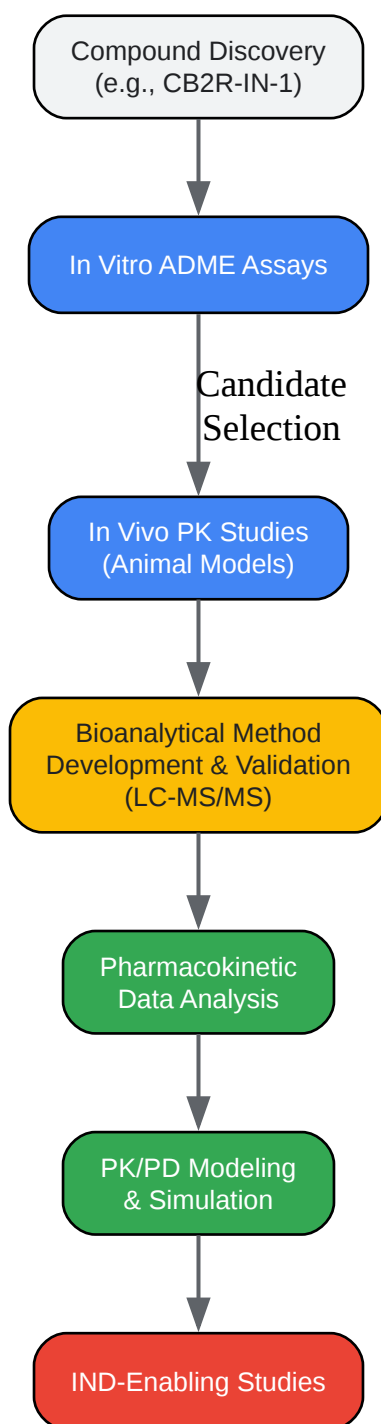 Compound Discovery
(e.g., CB2R-IN-1)
In Vitro ADME Assays
Candidate
Selection
In Vivo PK Studies
(Animal Models)
Bioanalytical Method
Development & Validation
(LC-MS/MS)
Pharmacokinetic
Data Analysis
PK/PD Modeling
& Simulation
IND-Enabling Studies